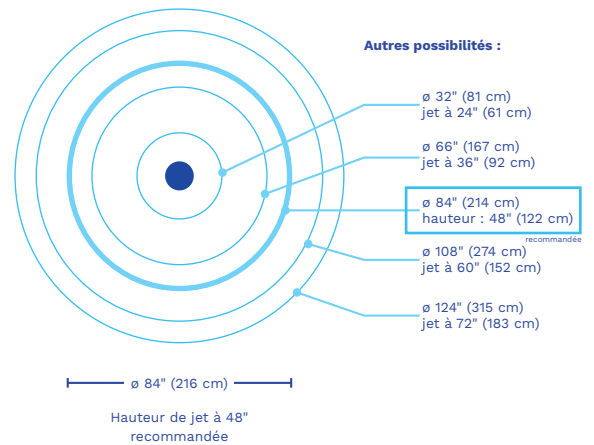 Autres possibilités :
ø 32" (81 cm)
jet à 24" (61 cm)
ø 66" (167 cm)
jet à 36" (92 cm)
ø 84" (214 cm)
hauteur : 48" (122 cm)
recommandée
ø 108" (274 cm)
jet à 60" (152 cm)
ø 124" (315 cm)
jet à 72" (183 cm)
ø 84" (216 cm)
Hauteur de jet à 48"
recommandée